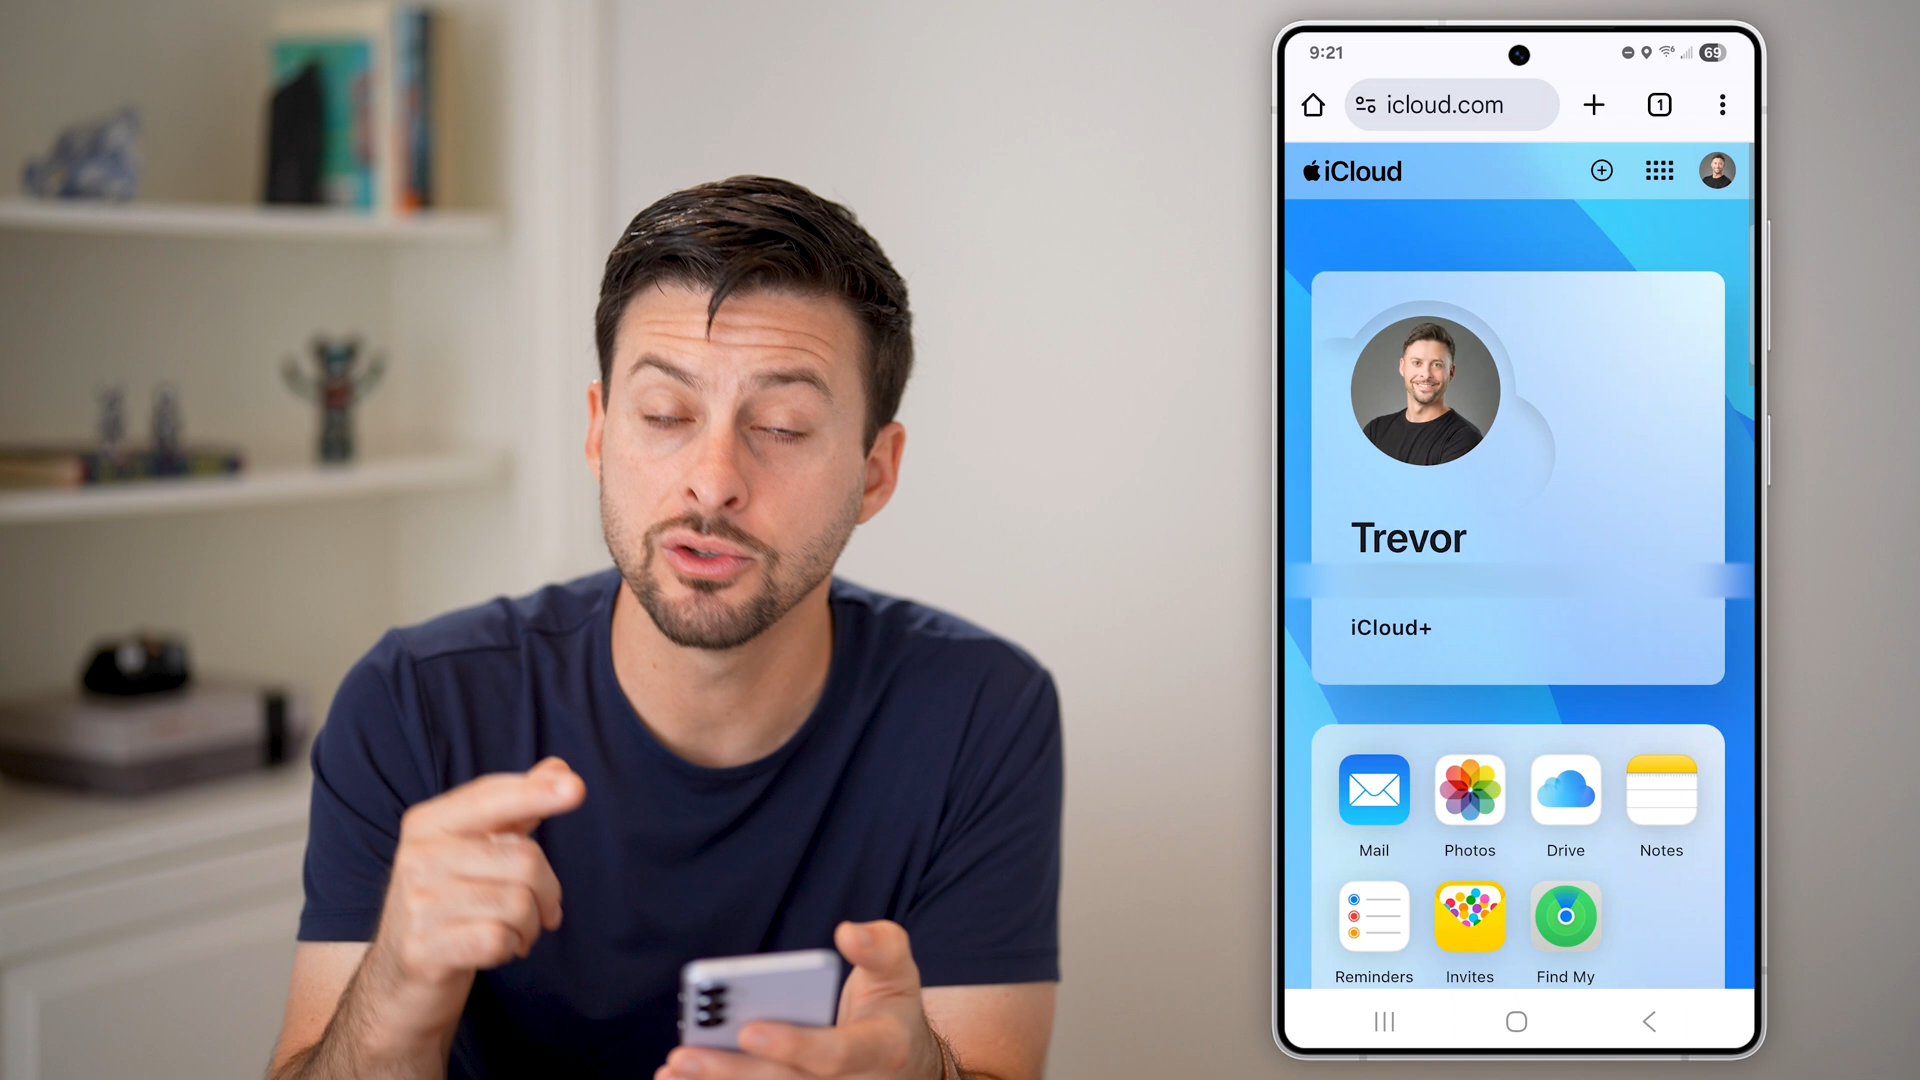 9:21
69
icloud.com
1
iCloud
Trevor
iCloud+
Mail
Photos
Drive
Notes
Reminders
Invites
Find My